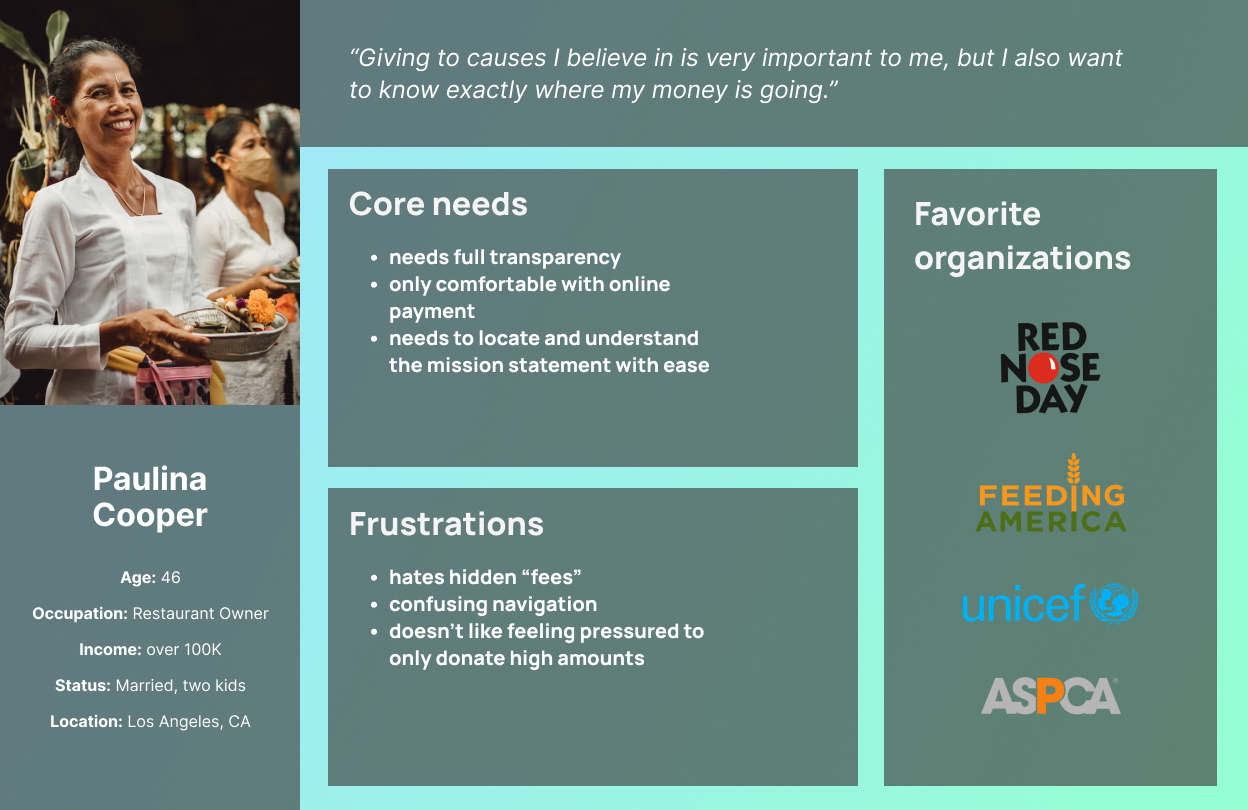 “Giving to causes I believe in is very important to me, but I also want
to know exactly where my money is going.”
Paulina
Cooper
Age: 46
Occupation: Restaurant Owner
Income: over 100K
Status: Married, two kids
Location: Los Angeles, CA
Core needs
• needs full transparency
• only comfortable with online
payment
• needs to locate and understand
the mission statement with ease
Frustrations
• hates hidden “fees”
• confusing navigation
• doesn’t like feeling pressured to
only donate high amounts
Favorite
organizations
RED
NOSE
DAY
FEEDING
AMERICA
unicef
ASPCA®